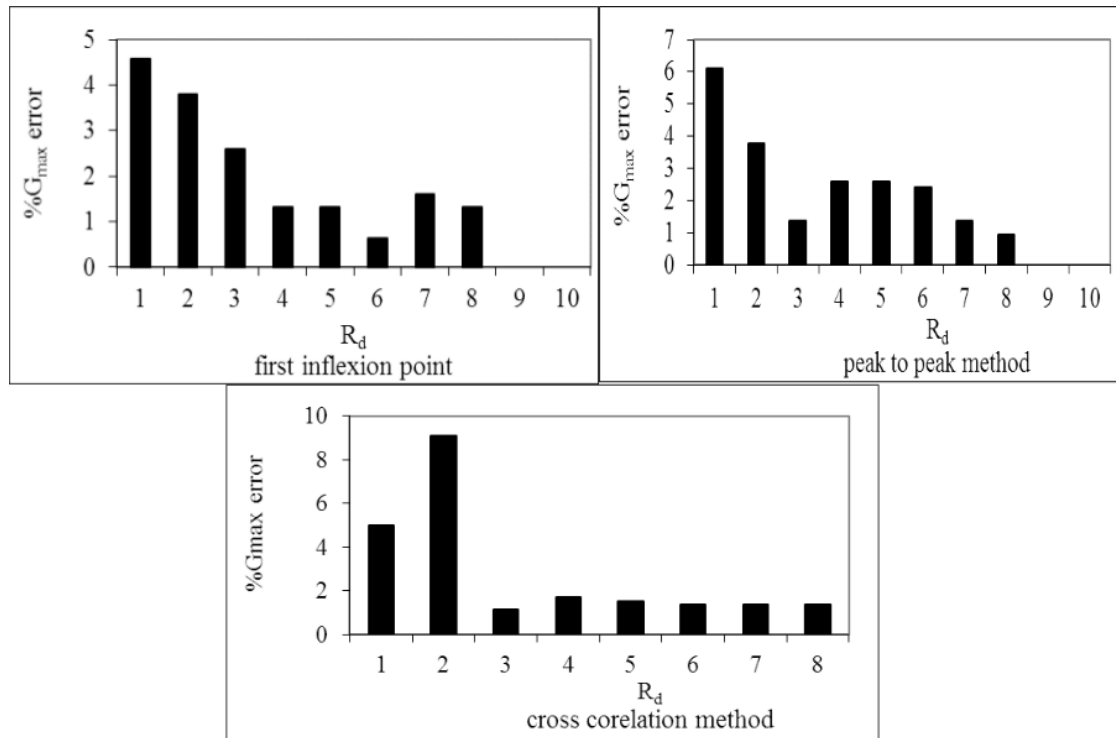 5
4
3
2
1
0
%Gmax error
1 2 3 4 5 6 7 8 9 10
Rd
first inflexion point
7
6
5
4
3
2
1
0
%Gmax error
1 2 3 4 5 6 7 8 9 10
Rd
peak to peak method
10
8
6
4
2
0
%Gmax error
1 2 3 4 5 6 7 8
Rd
cross corelation method